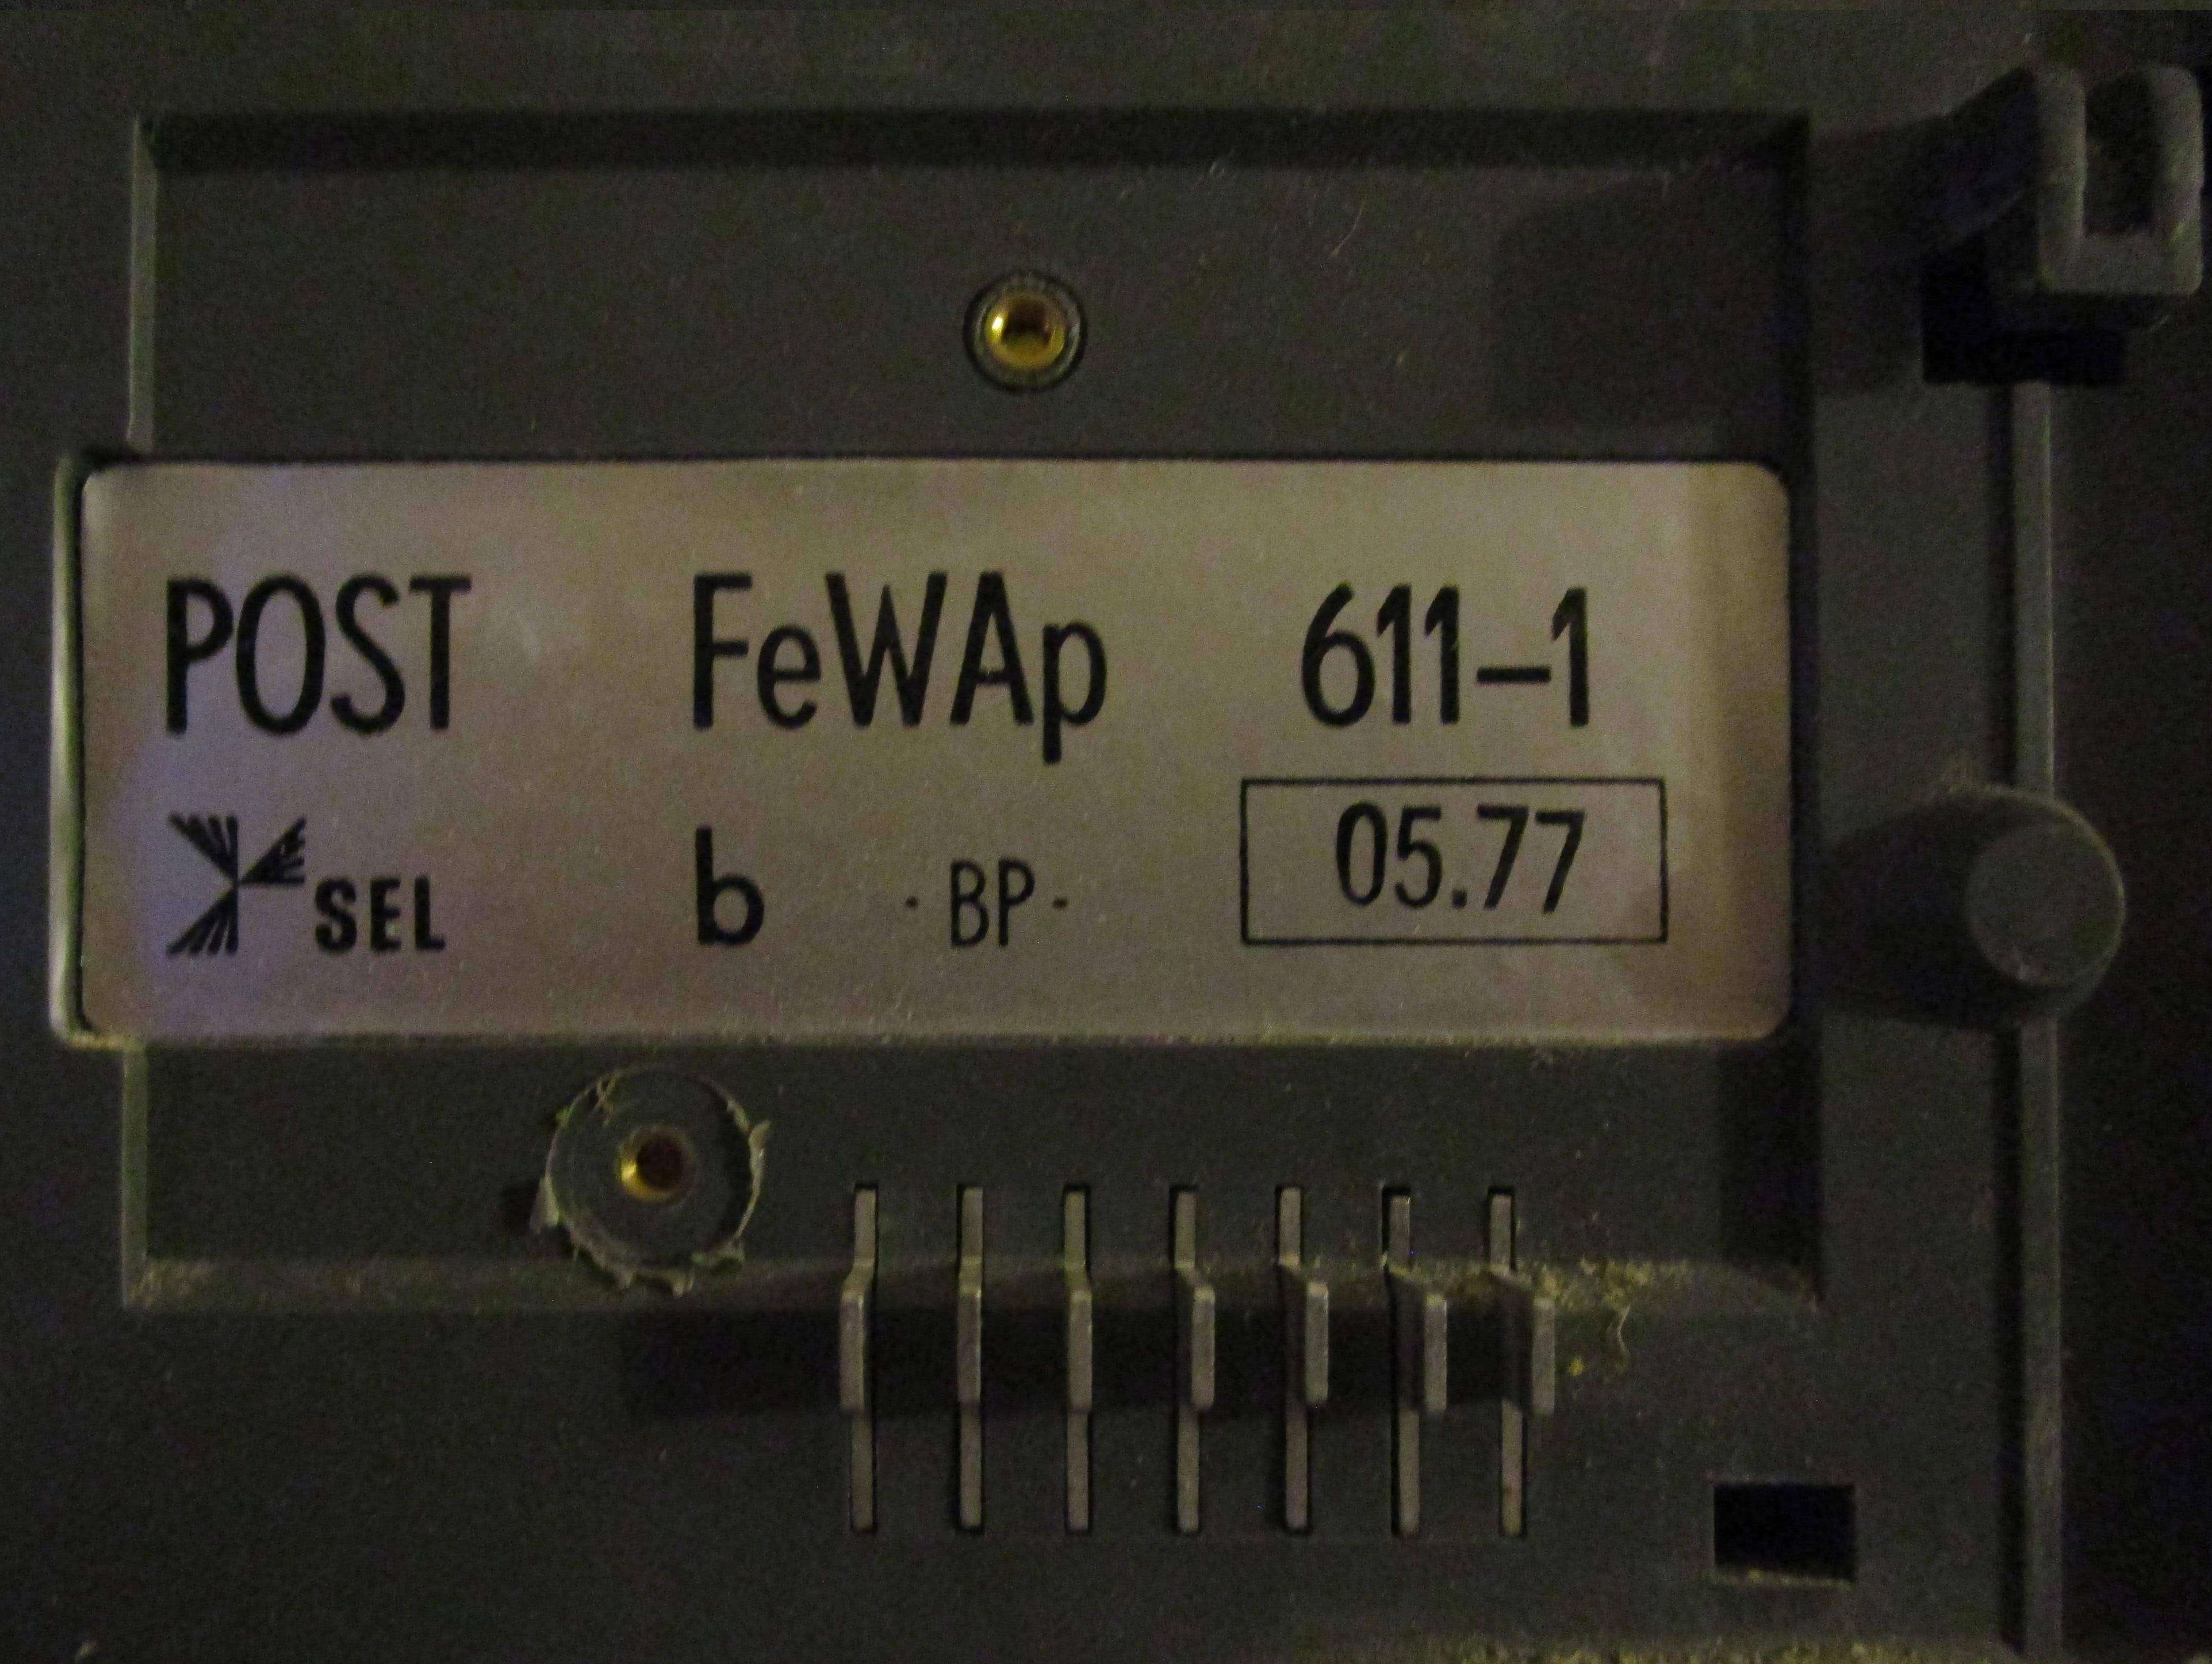 POST FeWAp 611-1
SEL b - BP - 05.77